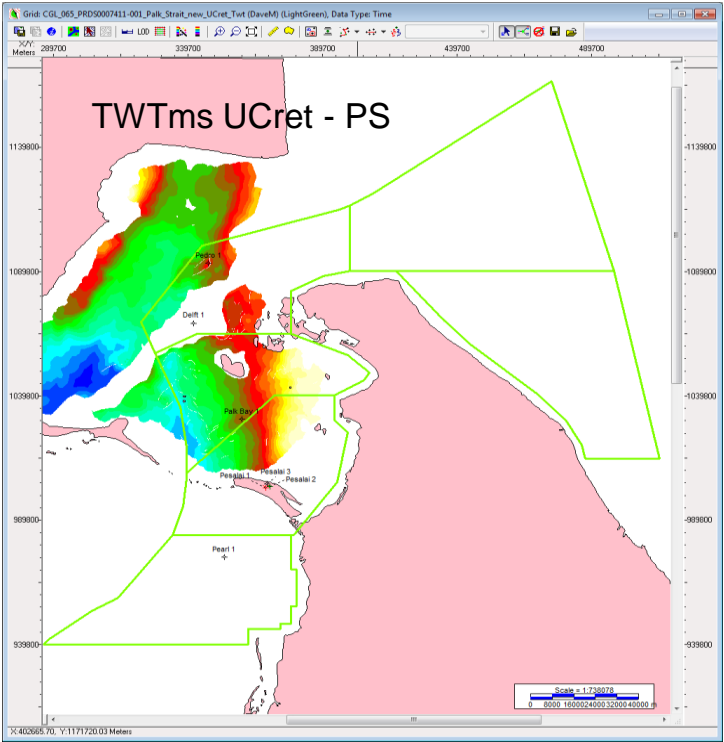 Grid: CGL_065_PRDS0007411-001_Palk_Strait_new_UCret_Twt (DaveM) (LightGreen), Data Type: Time
LOD
X/Y:
Meters
289700
339700
389700
439700
489700
TWTms UCret - PS
1139800
1139800
Pedro 1
1089800
1089800
Delft 1
1039800
1039800
Palk Bay 1
Pesalai 3
Pesalai 1
Pesalai 2
989800
989800
Pearl 1
939800
939800
Scale = 1:738078
0 8000 16000 24000 32000 40000 m
X:402665.70, Y:1171720.03 Meters